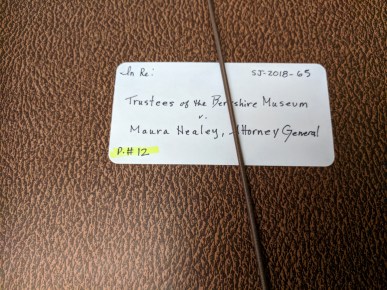 In Re: SJ-2018-65
Trustees of the Berkshire Museum
v.
Maura Healey, Attorney General
P.# 12